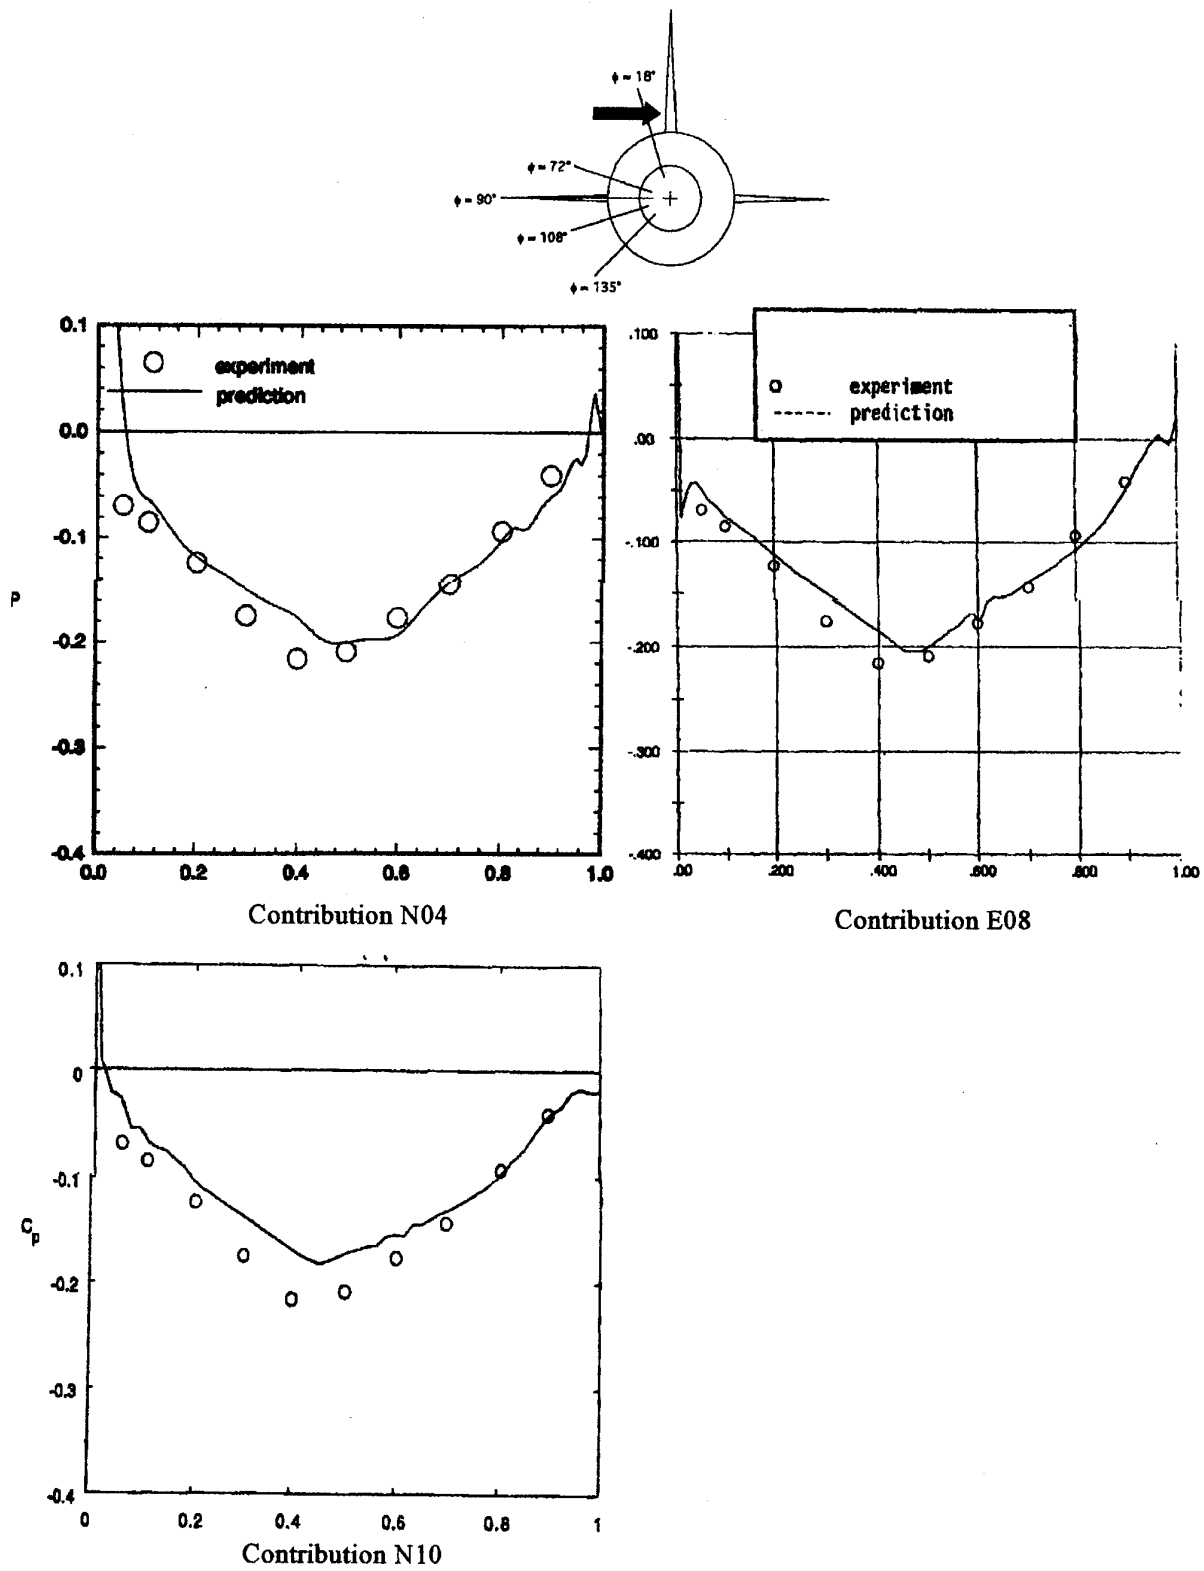 ϕ = 18°
ϕ = 72°
ϕ = 90°
ϕ = 108°
ϕ = 135°
0.1
experiment
prediction
0.0
-0.1
P
-0.2
-0.3
-0.4
0.0 0.2 0.4 0.6 0.8 1.0
Contribution N04
.100
experiment
prediction
.00
-.100
-.200
-.300
-.400
.00 .200 .400 .600 .800 1.00
Contribution E08
0.1
0
-0.1
Cp
-0.2
-0.3
-0.4
0 0.2 0.4 0.6 0.8 1
Contribution N10